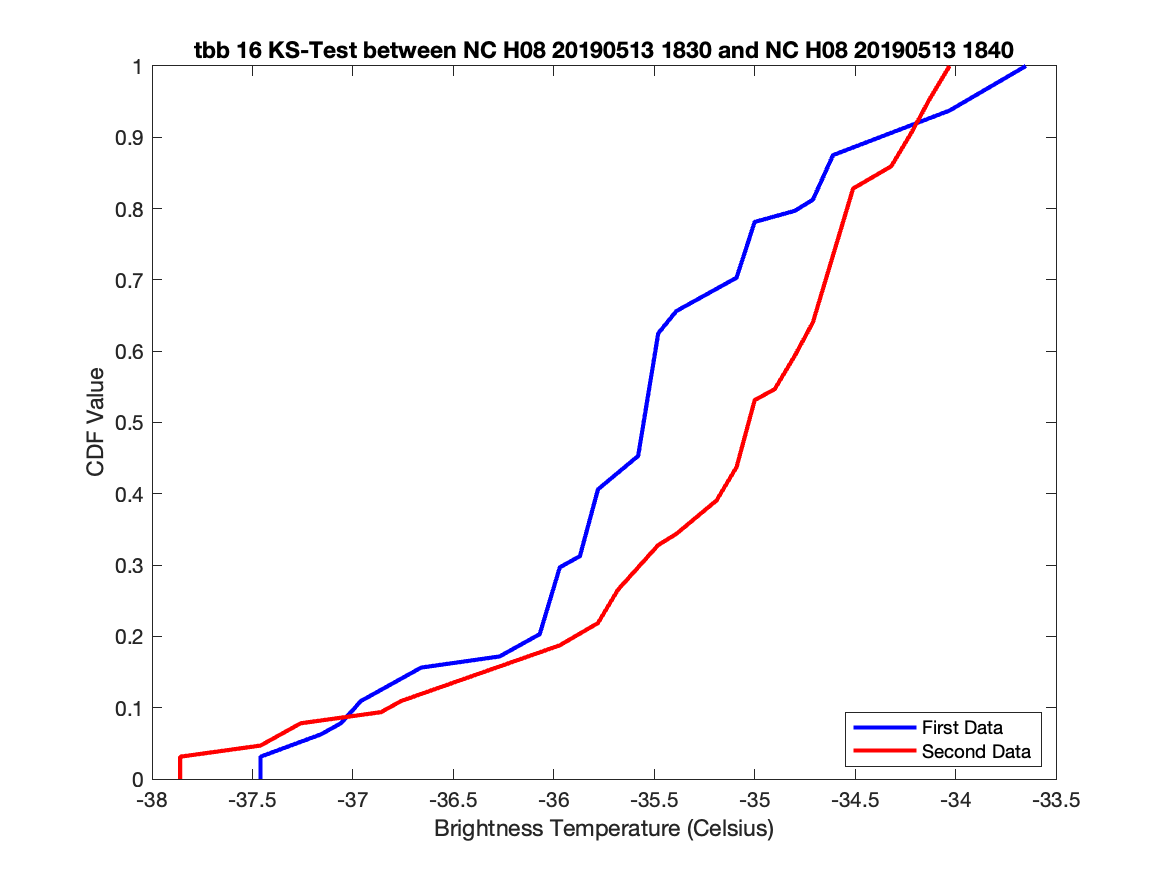 tbb 16 KS-Test between NC H08 20190513 1830 and NC H08 20190513 1840
1
0.9
0.8
0.7
0.6
0.5
0.4
0.3
0.2
0.1
0
CDF Value
First Data
Second Data
-38 -37.5 -37 -36.5 -36 -35.5 -35 -34.5 -34 -33.5
Brightness Temperature (Celsius)